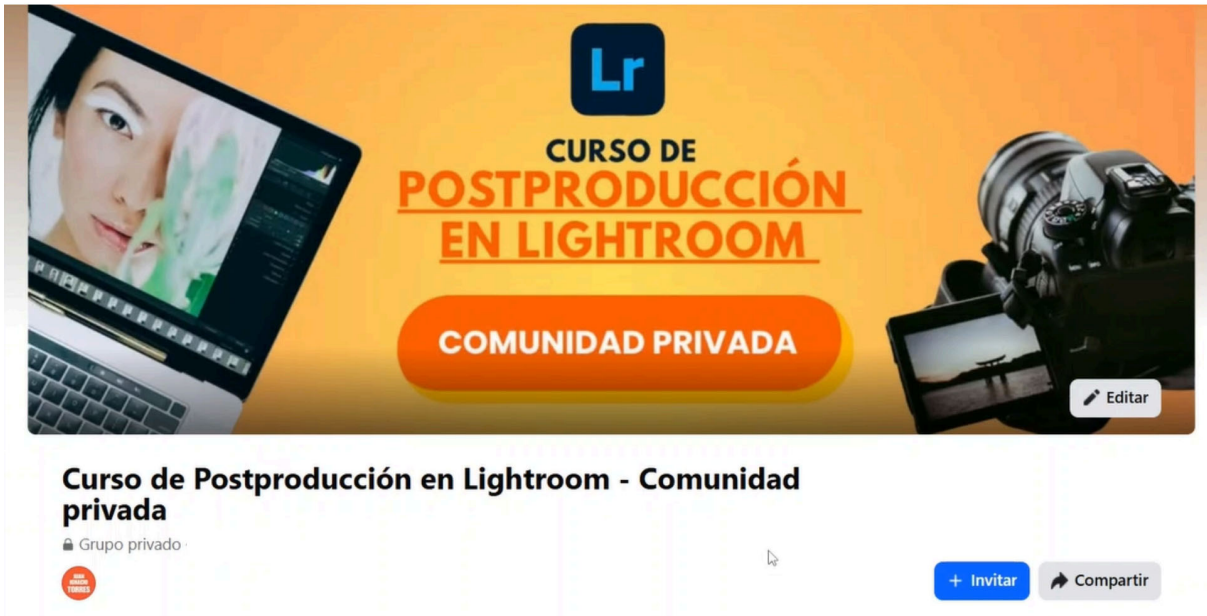 Lr
CURSO DE
POSTPRODUCCIÓN
EN LIGHTROOM
COMUNIDAD PRIVADA
Editar
Curso de Postproducción en Lightroom - Comunidad
privada
Grupo privado
TORRES
+ Invitar
Compartir